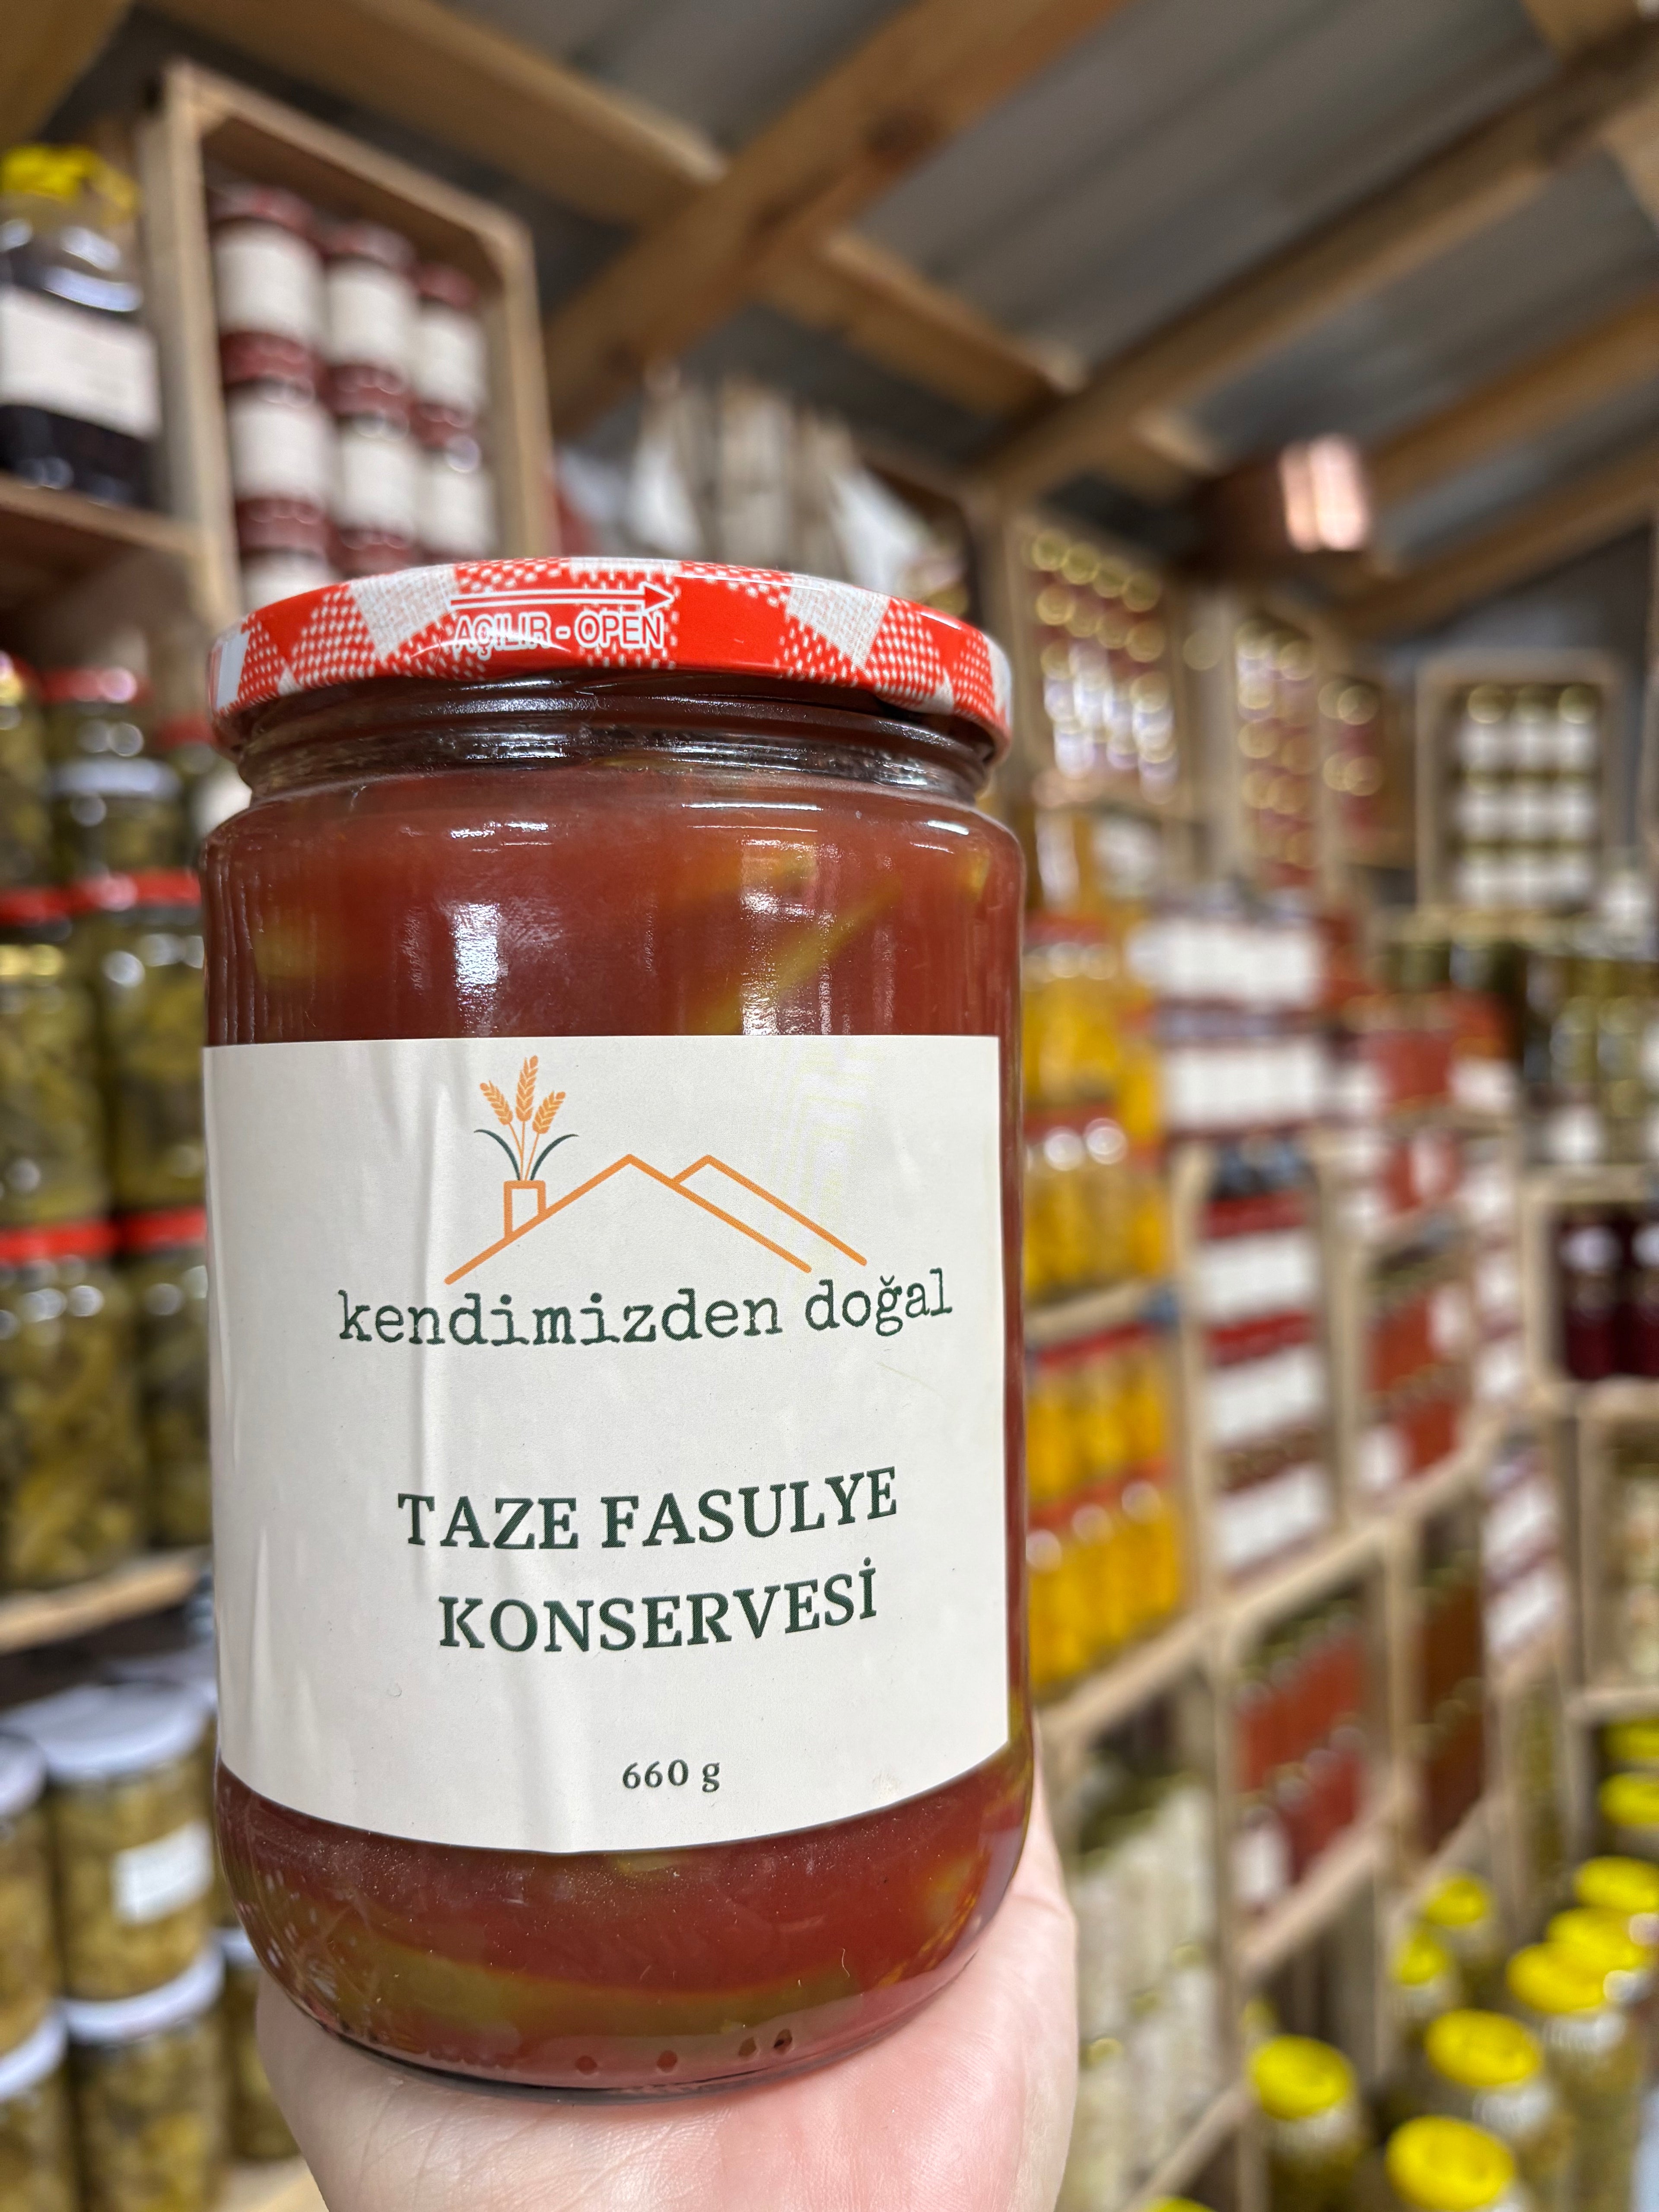 AÇILIR - OPEN
kendimizden doğal
TAZE FASULYE
KONSERVESİ
660 g